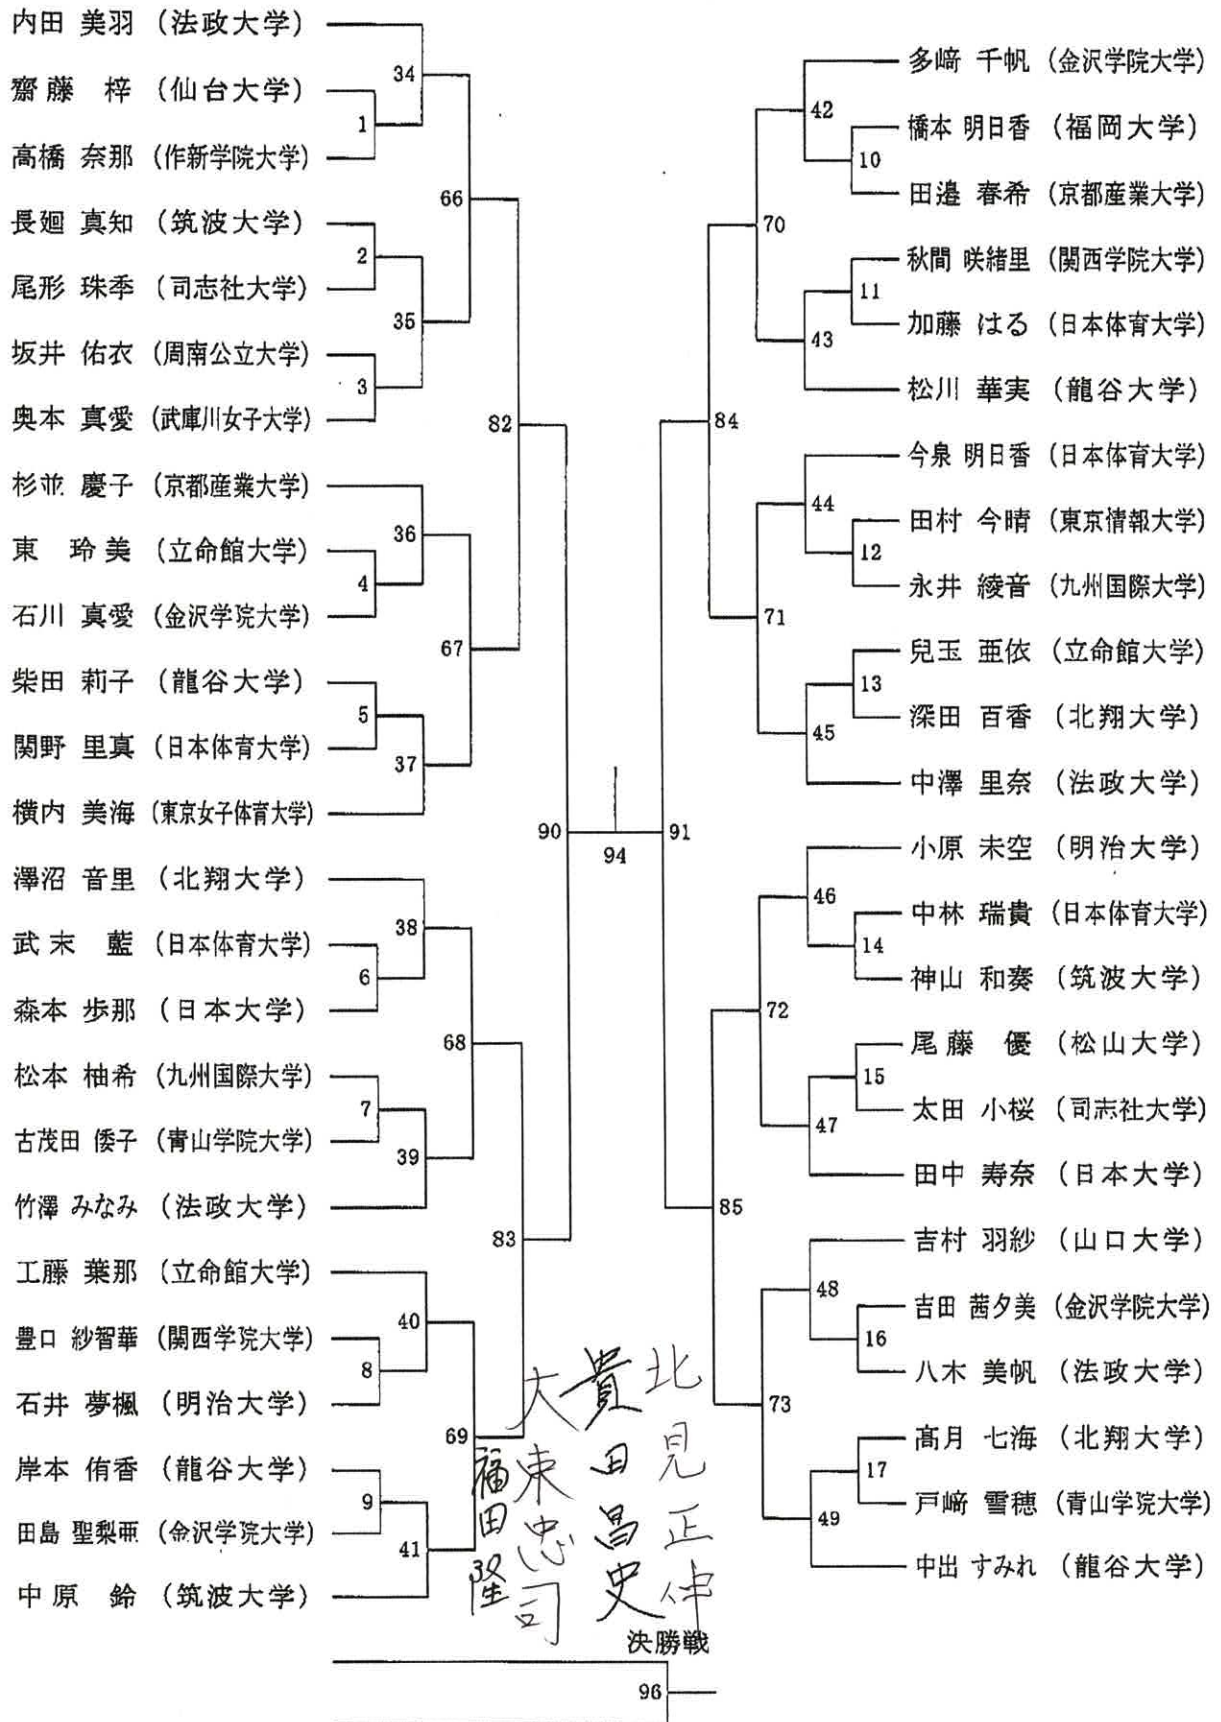 内田 美羽 (法政大学)
34
齋藤 梓 (仙台大学)
1
高橋 奈那 (作新学院大学)
66
長廻 真知 (筑波大学)
2
尾形 珠季 (司志社大学)
35
坂井 佑衣 (周南公立大学)
3
奥本 真愛 (武庫川女子大学)
82
杉並 慶子 (京都産業大学)
36
東 玲美 (立命館大学)
4
石川 真愛 (金沢学院大学)
67
柴田 莉子 (龍谷大学)
5
関野 里真 (日本体育大学)
37
横内 美海 (東京女子体育大学)
90
94
澤沼 音里 (北翔大学)
38
武末 藍 (日本体育大学)
6
森本 歩那 (日本大学)
68
松本 柚希 (九州国際大学)
7
古茂田 倭子 (青山学院大学)
39
竹澤 みなみ (法政大学)
83
工藤 葉那 (立命館大学)
40
豊口 紗智華 (関西学院大学)
8
石井 夢楓 (明治大学)
69
岸本 侑香 (龍谷大学)
9
田島 聖梨亜 (金沢学院大学)
41
中原 鈴 (筑波大学)
多﨑 千帆 (金沢学院大学)
42
橋本 明日香 (福岡大学)
10
田邉 春希 (京都産業大学)
70
秋間 咲緒里 (関西学院大学)
11
加藤 はる (日本体育大学)
43
松川 華実 (龍谷大学)
84
今泉 明日香 (日本体育大学)
44
田村 今晴 (東京情報大学)
12
永井 綾音 (九州国際大学)
71
兒玉 亜依 (立命館大学)
13
深田 百香 (北翔大学)
45
中澤 里奈 (法政大学)
91
小原 未空 (明治大学)
46
中林 瑞貴 (日本体育大学)
14
神山 和奏 (筑波大学)
72
尾藤 優 (松山大学)
15
太田 小桜 (司志社大学)
47
田中 寿奈 (日本大学)
85
吉村 羽紗 (山口大学)
48
吉田 茜夕美 (金沢学院大学)
16
八木 美帆 (法政大学)
73
髙月 七海 (北翔大学)
17
戸﨑 雪穂 (青山学院大学)
49
中出 すみれ (龍谷大学)
北見正伸
貴田昌史
大束忠司
福田隆
決勝戦
96